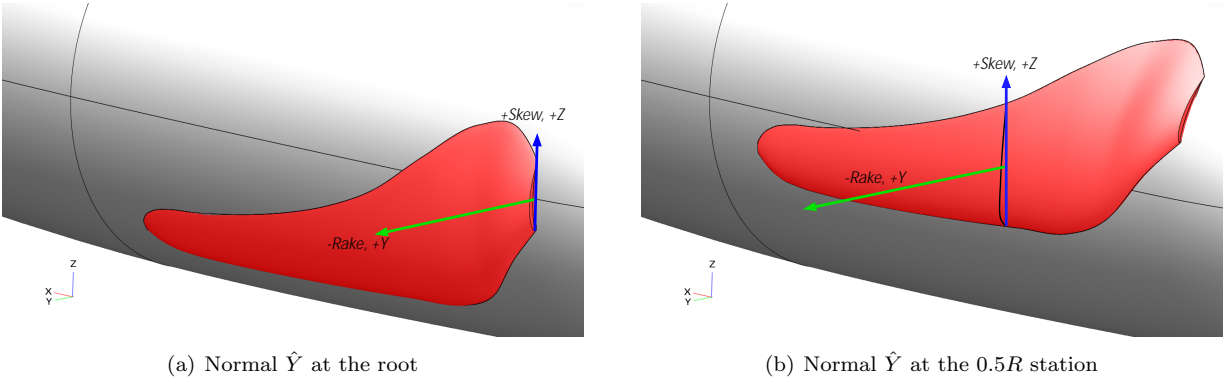 +Skew, +Z
-Rake, +Y
Z
X
Y
(a) Normal Ŷ at the root
+Skew, +Z
-Rake, +Y
Z
X
Y
(b) Normal Ŷ at the 0.5R station